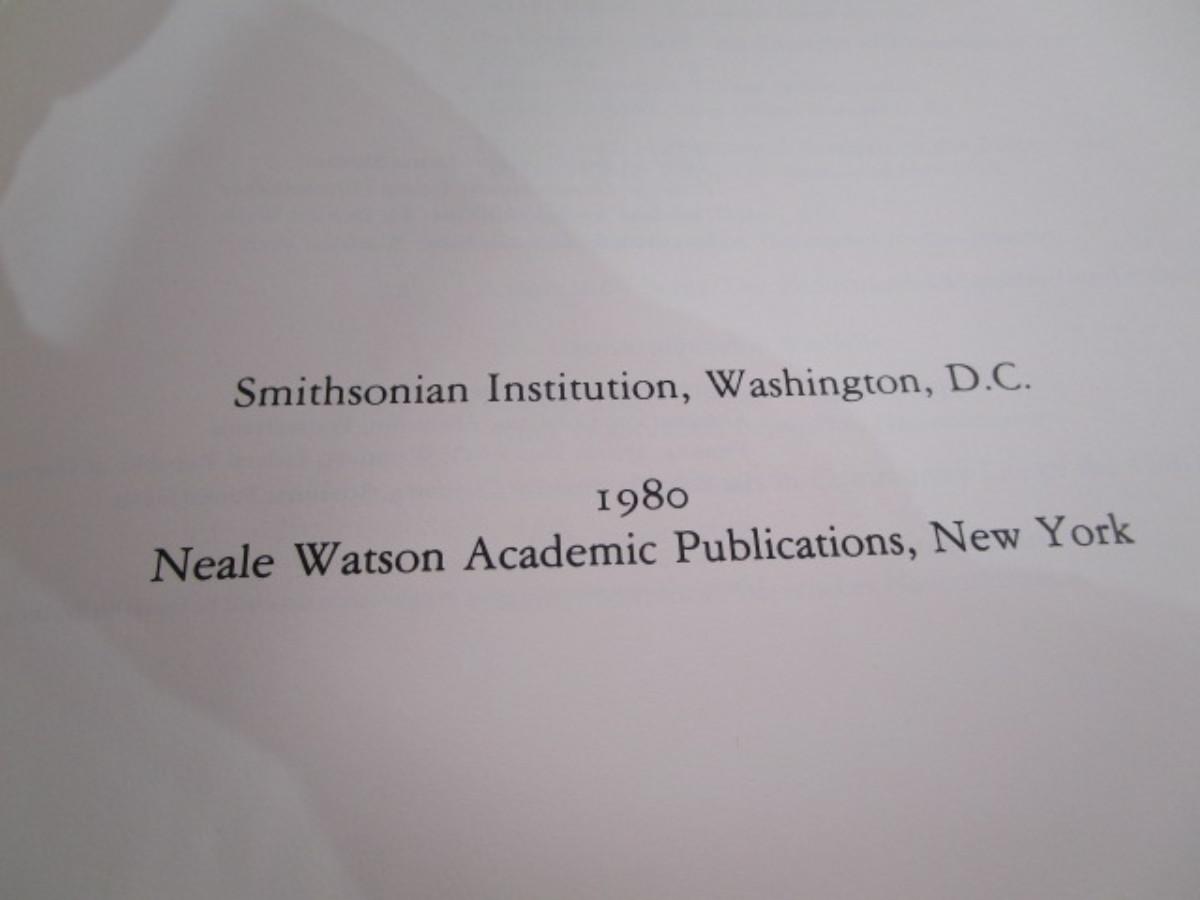 Smithsonian Institution, Washington, D.C.
1980
Neale Watson Academic Publications, New York